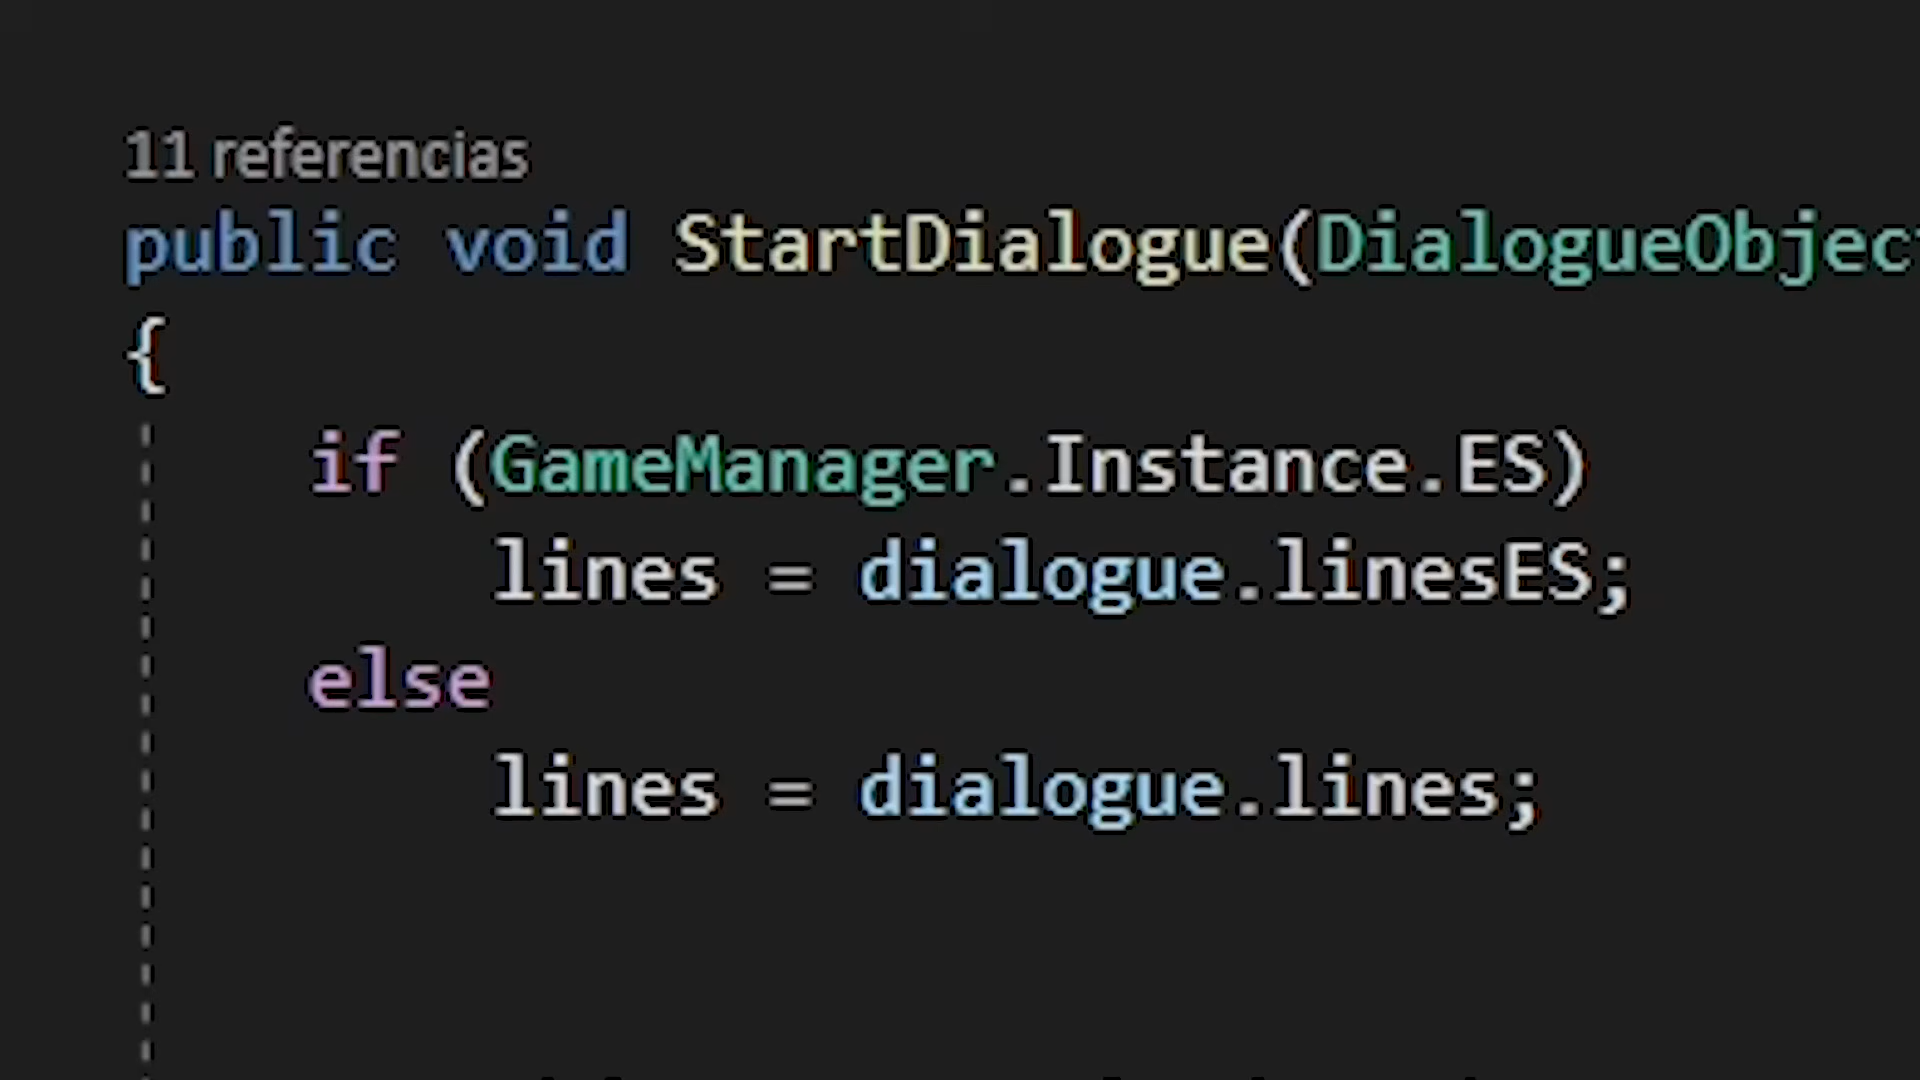 11 referencias
public void StartDialogue(DialogueObjec
{
if (GameManager.Instance.ES)
lines = dialogue.linesES;
else
lines = dialogue.lines;